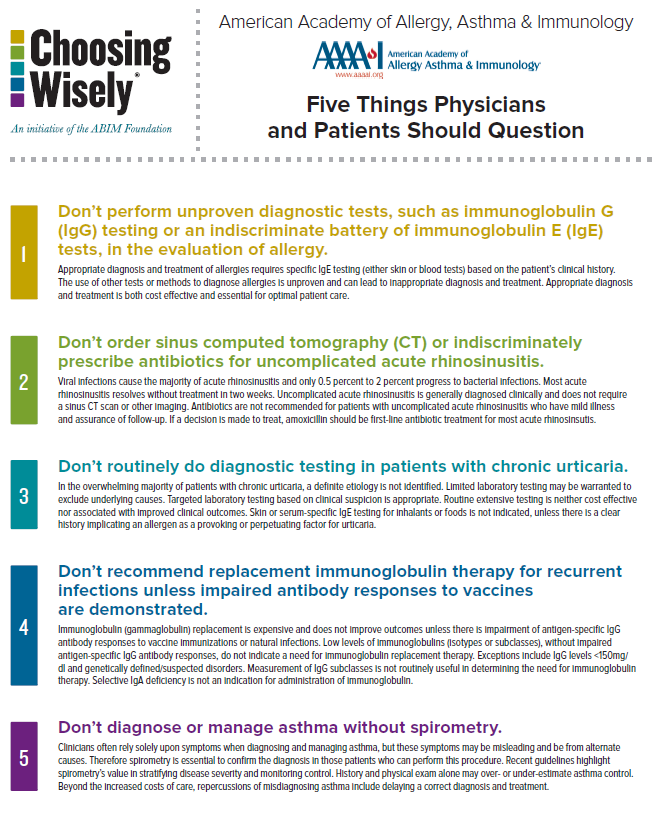 Choosing
Wisely®
An initiative of the ABIM Foundation
American Academy of Allergy, Asthma & Immunology
AAAAI
www.aaaai.org
American Academy of
Allergy Asthma & Immunology
Five Things Physicians
and Patients Should Question
1
Don’t perform unproven diagnostic tests, such as immunoglobulin G
(IgG) testing or an indiscriminate battery of immunoglobulin E (IgE)
tests, in the evaluation of allergy.
Appropriate diagnosis and treatment of allergies requires specific IgE testing (either skin or blood tests) based on the patient’s clinical history.
The use of other tests or methods to diagnose allergies is unproven and can lead to inappropriate diagnosis and treatment. Appropriate diagnosis
and treatment is both cost effective and essential for optimal patient care.
2
Don’t order sinus computed tomography (CT) or indiscriminately
prescribe antibiotics for uncomplicated acute rhinosinusitis.
Viral infections cause the majority of acute rhinosinusitis and only 0.5 percent to 2 percent progress to bacterial infections. Most acute
rhinosinusitis resolves without treatment in two weeks. Uncomplicated acute rhinosinusitis is generally diagnosed clinically and does not require
a sinus CT scan or other imaging. Antibiotics are not recommended for patients with uncomplicated acute rhinosinusitis who have mild illness
and assurance of follow-up. If a decision is made to treat, amoxicillin should be first-line antibiotic treatment for most acute rhinosinsutis.
3
Don’t routinely do diagnostic testing in patients with chronic urticaria.
In the overwhelming majority of patients with chronic urticaria, a definite etiology is not identified. Limited laboratory testing may be warranted to
exclude underlying causes. Targeted laboratory testing based on clinical suspicion is appropriate. Routine extensive testing is neither cost effective
nor associated with improved clinical outcomes. Skin or serum-specific IgE testing for inhalants or foods is not indicated, unless there is a clear
history implicating an allergen as a provoking or perpetuating factor for urticaria.
4
Don’t recommend replacement immunoglobulin therapy for recurrent
infections unless impaired antibody responses to vaccines
are demonstrated.
Immunoglobulin (gammaglobulin) replacement is expensive and does not improve outcomes unless there is impairment of antigen-specific IgG
antibody responses to vaccine immunizations or natural infections. Low levels of immunoglobulins (isotypes or subclasses), without impaired
antigen-specific IgG antibody responses, do not indicate a need for immunoglobulin replacement therapy. Exceptions include IgG levels <150mg/
dl and genetically defined/suspected disorders. Measurement of IgG subclasses is not routinely useful in determining the need for immunoglobulin
therapy. Selective IgA deficiency is not an indication for administration of immunoglobulin.
5
Don’t diagnose or manage asthma without spirometry.
Clinicians often rely solely upon symptoms when diagnosing and managing asthma, but these symptoms may be misleading and be from alternate
causes. Therefore spirometry is essential to confirm the diagnosis in those patients who can perform this procedure. Recent guidelines highlight
spirometry’s value in stratifying disease severity and monitoring control. History and physical exam alone may over- or under-estimate asthma control.
Beyond the increased costs of care, repercussions of misdiagnosing asthma include delaying a correct diagnosis and treatment.